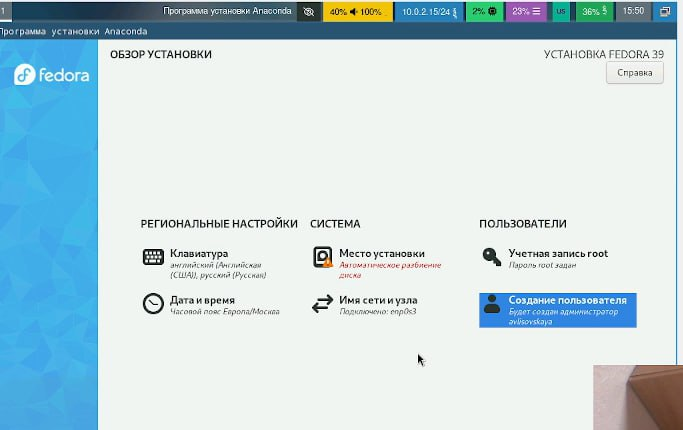 1
Программа установки Anaconda
40% 100%
10.0.2.15/24
2%
23%
us
36%
15:50
Программа установки Anaconda
fedora
ОБЗОР УСТАНОВКИ
УСТАНОВКА FEDORA 39
Справка
РЕГИОНАЛЬНЫЕ НАСТРОЙКИ
Клавиатура
английский (Английская
(США)), русский (Русская)
Дата и время
Часовой пояс Европа/Москва
СИСТЕМА
Место установки
Автоматическое разбиение
диска
Имя сети и узла
Подключено: enp0s3
ПОЛЬЗОВАТЕЛИ
Учетная запись root
Пароль root задан
Создание пользователя
Будет создан администратор
avlisovskaya